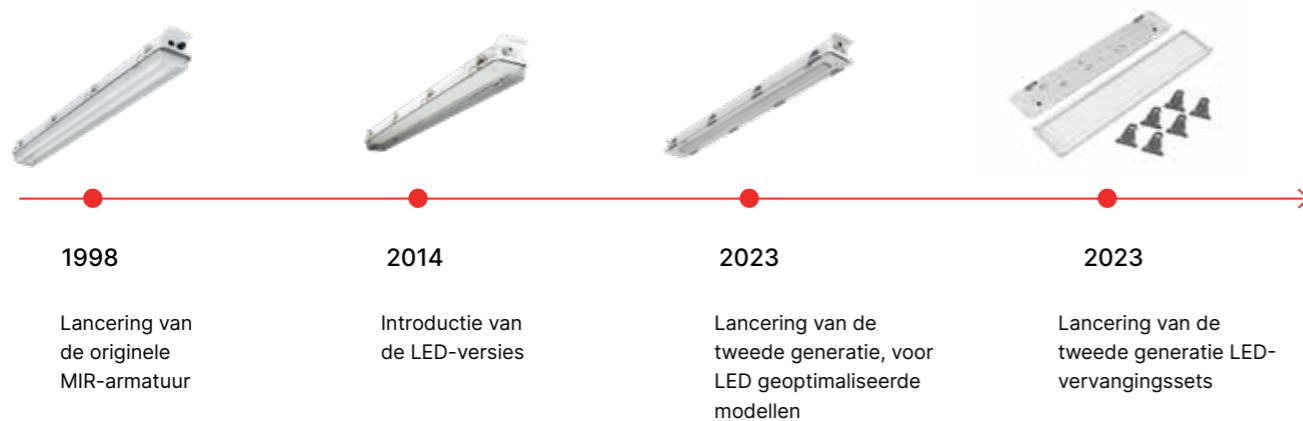 1998
Lancering van
de originele
MIR-armatuur
2014
Introductie van
de LED-versies
2023
Lancering van de
tweede generatie, voor
LED geoptimaliseerde
modellen
2023
Lancering van de
tweede generatie LED-
vervangingssets